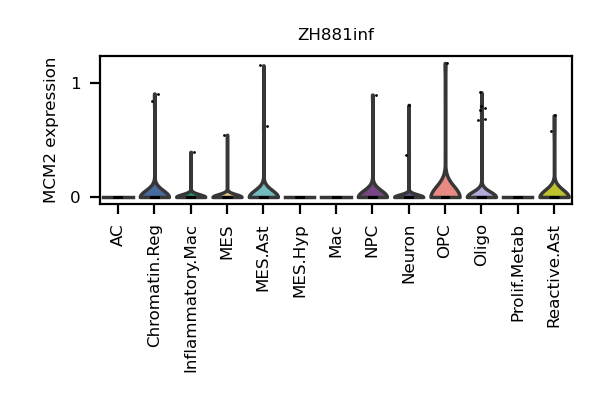 ZH881inf
MCM2 expression
1
0
AC
Chromatin.Reg
Inflammatory.Mac
MES
MES.Ast
MES.Hyp
Mac
NPC
Neuron
OPC
Oligo
Prolif.Metab
Reactive.Ast